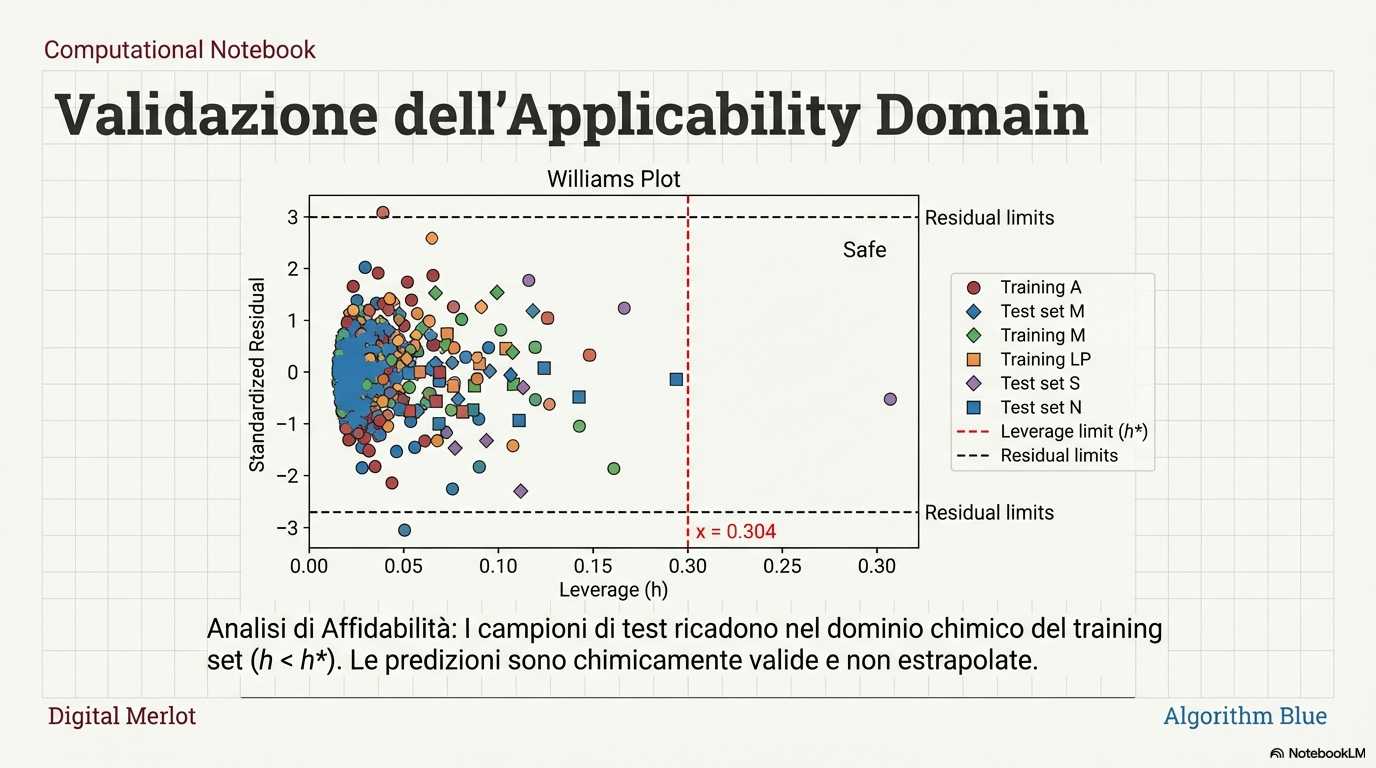 Computational Notebook
Validazione dell’Applicability Domain
Williams Plot
3
2
1
0
−1
−2
−3
Standardized Residual
Residual limits
Safe
Residual limits
x = 0.304
0.00 0.05 0.10 0.15 0.30 0.25 0.30
Leverage (h)
Training A
Test set M
Training M
Training LP
Test set S
Test set N
Leverage limit (h*)
Residual limits
Analisi di Affidabilità: I campioni di test ricadono nel dominio chimico del training
set (h < h*). Le predizioni sono chimicamente valide e non estrapolate.
Digital Merlot
Algorithm Blue
NotebookLM